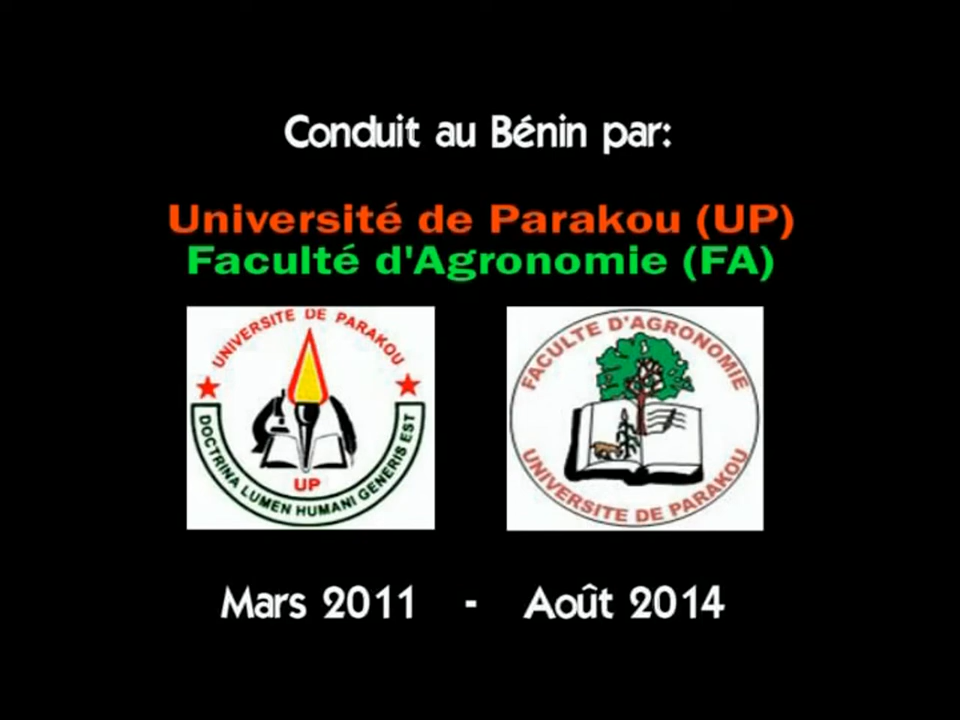 Conduit au Bénin par:
Université de Parakou (UP)
Faculté d'Agronomie (FA)
UNIVERSITE DE PARAKOU
UP
DOCTRINA LUMEN HUMANI GENERIS EST
FACULTE D'AGRONOMIE
UNIVERSITE DE PARAKOU
Mars 2011 - Août 2014